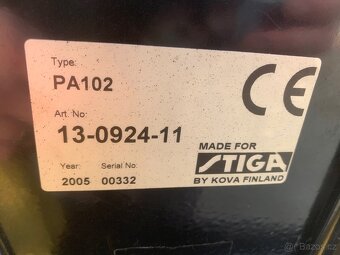 Type:
PA102
CE
Art. No:
13-0924-11
MADE FOR
STIGA
BY KOVA FINLAND
Year: Serial No:
2005 00332
Bazos.cz